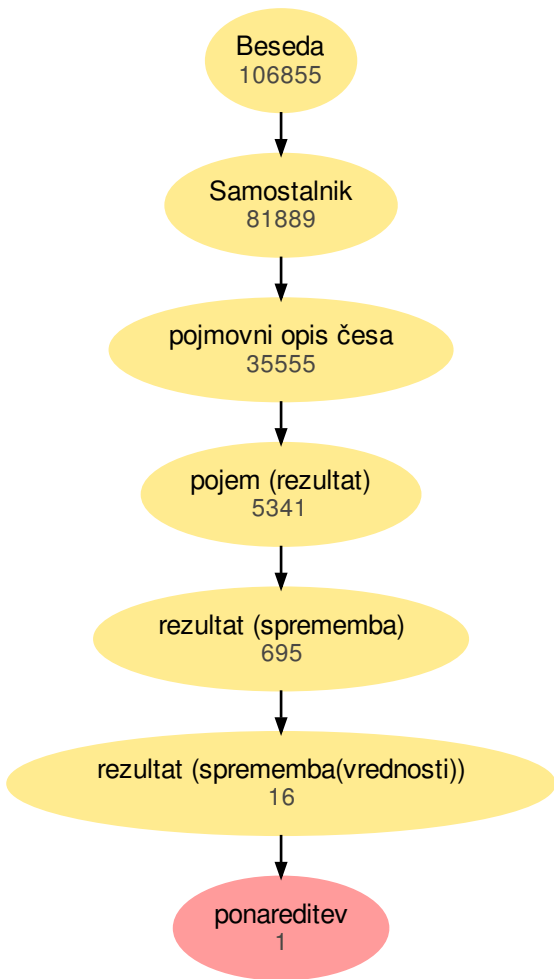 Beseda
106855
Samostalnik
81889
pojmovni opis česa
35555
pojem (rezultat)
5341
rezultat (sprememba)
695
rezultat (sprememba(vrednosti))
16
ponareditev
1